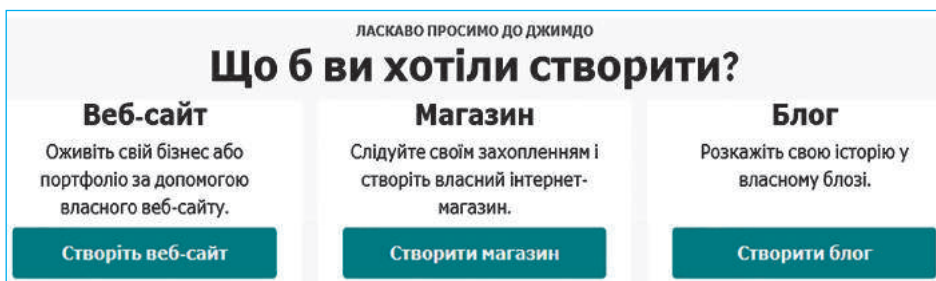 ЛАСКАВО ПРОСИМО ДО ДЖИМДО
Що б ви хотіли створити?
Веб-сайт
Оживіть свій бізнес або
портфоліо за допомогою
власного веб-сайту.
Створіть веб-сайт
Магазин
Слідуйте своїм захопленням і
створіть власний інтернет-
магазин.
Створити магазин
Блог
Розкажіть свою історію у
власному блозі.
Створити блог